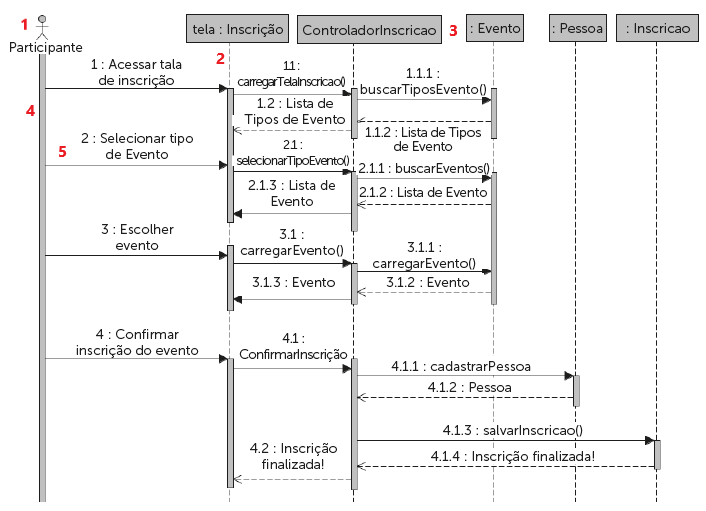 1
Participante
tela : Inscrição
ControladorInscricao
3
: Evento
: Pessoa
: Inscricao
2
1 : Acessar tala
de inscrição
1.1 :
carregarTelaInscricao()
1.1.1 :
buscarTiposEvento()
1.2 : Lista de
Tipos de Evento
4
1.1.2 : Lista de Tipos
de Evento
5
2 : Selecionar tipo
de Evento
2.1 :
selecionarTipoEvento()
2.1.1 : buscarEventos()
2.1.3 : Lista de
Evento
2.1.2 : Lista de Evento
3 : Escolher
evento
3.1 :
carregarEvento()
3.1.1 :
carregarEvento()
3.1.3 : Evento
3.1.2 : Evento
4 : Confirmar
inscrição do evento
4.1 :
ConfirmarInscrição
4.1.1 : cadastrarPessoa
4.1.2 : Pessoa
4.1.3 : salvarInscricao()
4.2 : Inscrição
finalizada!
4.1.4 : Inscrição finalizada!